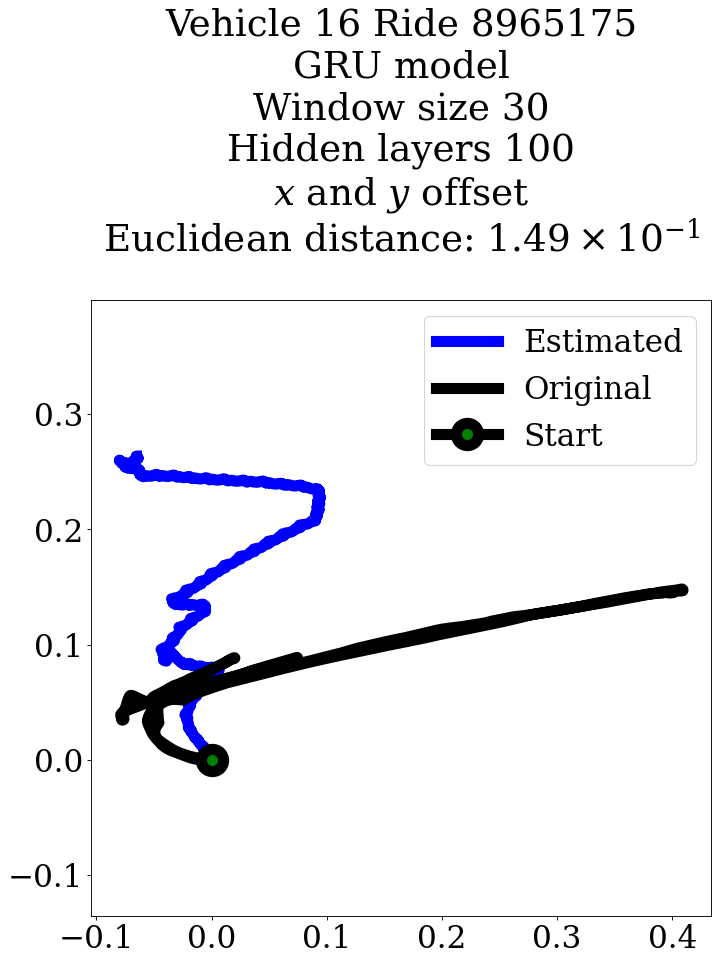 Vehicle 16 Ride 8965175
GRU model
Window size 30
Hidden layers 100
x and y offset
Euclidean distance: 1.49 × 10⁻¹
Estimated
Original
Start
0.3
0.2
0.1
0.0
−0.1
−0.1 0.0 0.1 0.2 0.3 0.4